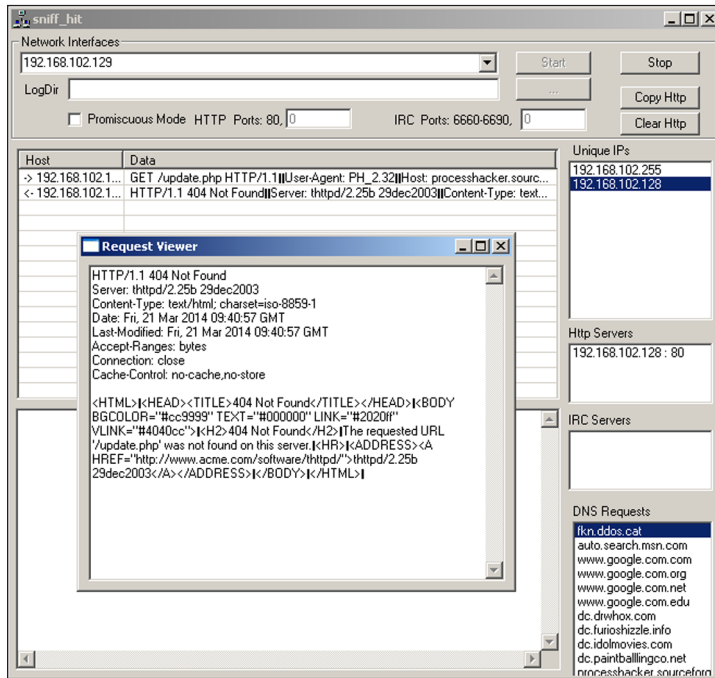 sniff_hit
Network Interfaces
192.168.102.129
Start
Stop
LogDir
...
Copy Http
Promiscuous Mode HTTP Ports: 80, 0
IRC Ports: 6660-6690, 0
Clear Http
Host Data
-> 192.168.102.1... GET /update.php HTTP/1.1||User-Agent: PH_2.32||Host: processhacker.sourc...
<- 192.168.102.1... HTTP/1.1 404 Not Found||Server: thttpd/2.25b 29dec2003||Content-Type: text...
Unique IPs
192.168.102.255
192.168.102.128
Request Viewer
HTTP/1.1 404 Not Found
Server: thttpd/2.25b 29dec2003
Content-Type: text/html; charset=iso-8859-1
Date: Fri, 21 Mar 2014 09:40:57 GMT
Last-Modified: Fri, 21 Mar 2014 09:40:57 GMT
Accept-Ranges: bytes
Connection: close
Cache-Control: no-cache,no-store
<HTML>|<HEAD><TITLE>404 Not Found</TITLE></HEAD>|<BODY
BGCOLOR="#cc9999" TEXT="#000000" LINK="#2020ff"
VLINK="#4040cc">|<H2>404 Not Found</H2>|The requested URL
'/update.php' was not found on this server.|<HR>|<ADDRESS><A
HREF="http://www.acme.com/software/thttpd/">thttpd/2.25b
29dec2003</A></ADDRESS>|</BODY>|</HTML>|
Http Servers
192.168.102.128 : 80
IRC Servers
DNS Requests
fkn.ddos.cat
auto.search.msn.com
www.google.com.com
www.google.com.org
www.google.com.net
www.google.com.edu
dc.drwhox.com
dc.furioshizzle.info
dc.idolmovies.com
dc.paintballlingco.net
processhacker.sourceforg